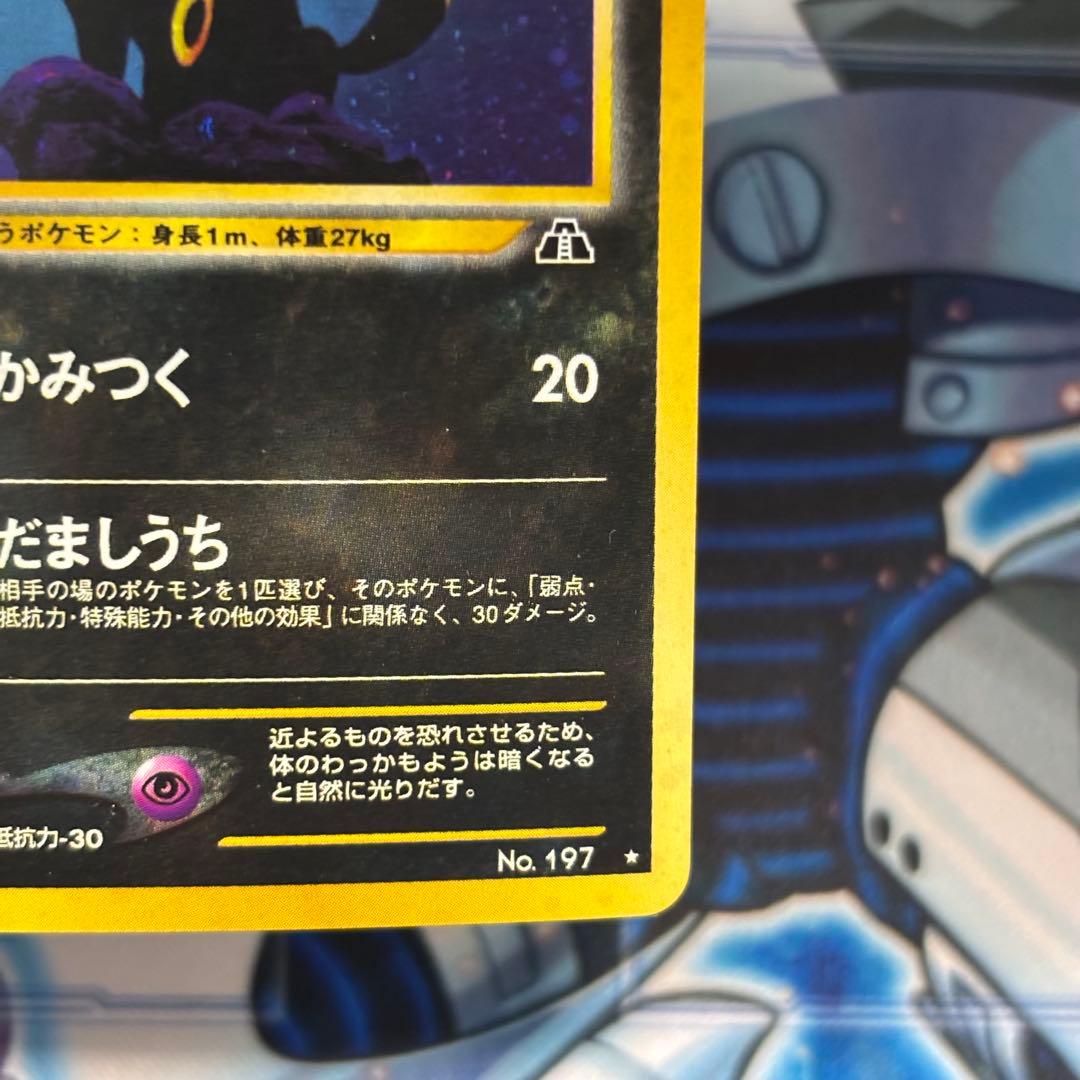 うポケモン：身長1m、体重27kg
かみつく 20
だましうち
相手の場のポケモンを1匹選び、そのポケモンに、「弱点・
抵抗力・特殊能力・その他の効果」に関係なく、30ダメージ。
近よるものを恐れさせるため、
体のわっかもようは暗くなる
と自然に光りだす。
抵抗力-30
No. 197 ★